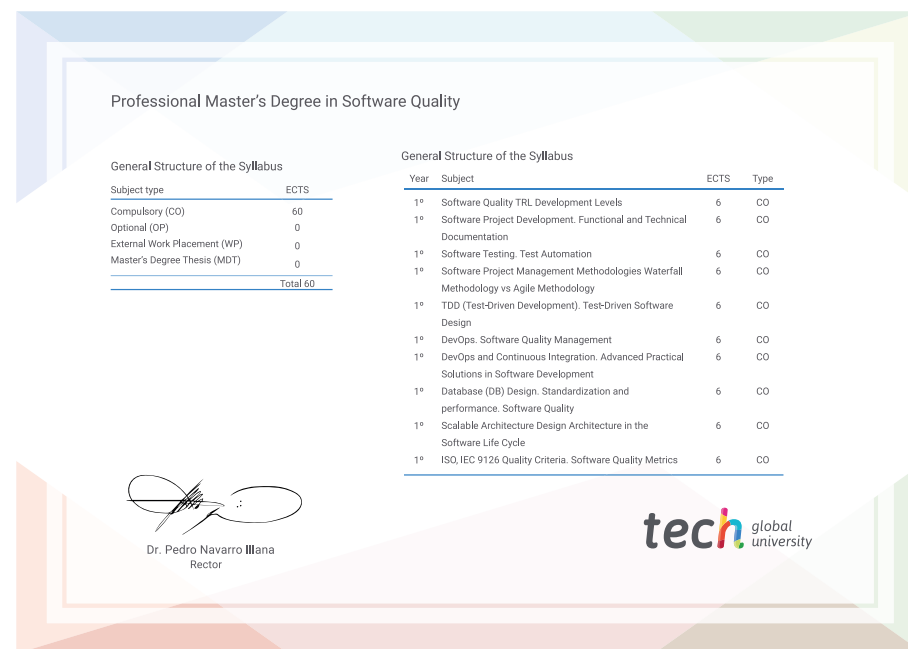 Professional Master's Degree in Software Quality
General Structure of the Syllabus
Subject type ECTS
Compulsory (CO) 60
Optional (OP) 0
External Work Placement (WP) 0
Master's Degree Thesis (MDT) 0
Total 60
General Structure of the Syllabus
Year Subject ECTS Type
1º Software Quality TRL Development Levels 6 CO
1º Software Project Development. Functional and Technical 6 CO
Documentation
1º Software Testing. Test Automation 6 CO
1º Software Project Management Methodologies Waterfall 6 CO
Methodology vs Agile Methodology
1º TDD (Test-Driven Development). Test-Driven Software 6 CO
Design
1º DevOps. Software Quality Management 6 CO
1º DevOps and Continuous Integration. Advanced Practical 6 CO
Solutions in Software Development
1º Database (DB) Design. Standardization and 6 CO
performance. Software Quality
1º Scalable Architecture Design Architecture in the 6 CO
Software Life Cycle
1º ISO, IEC 9126 Quality Criteria. Software Quality Metrics 6 CO
Dr. Pedro Navarro Illana
Rector
tech global
university